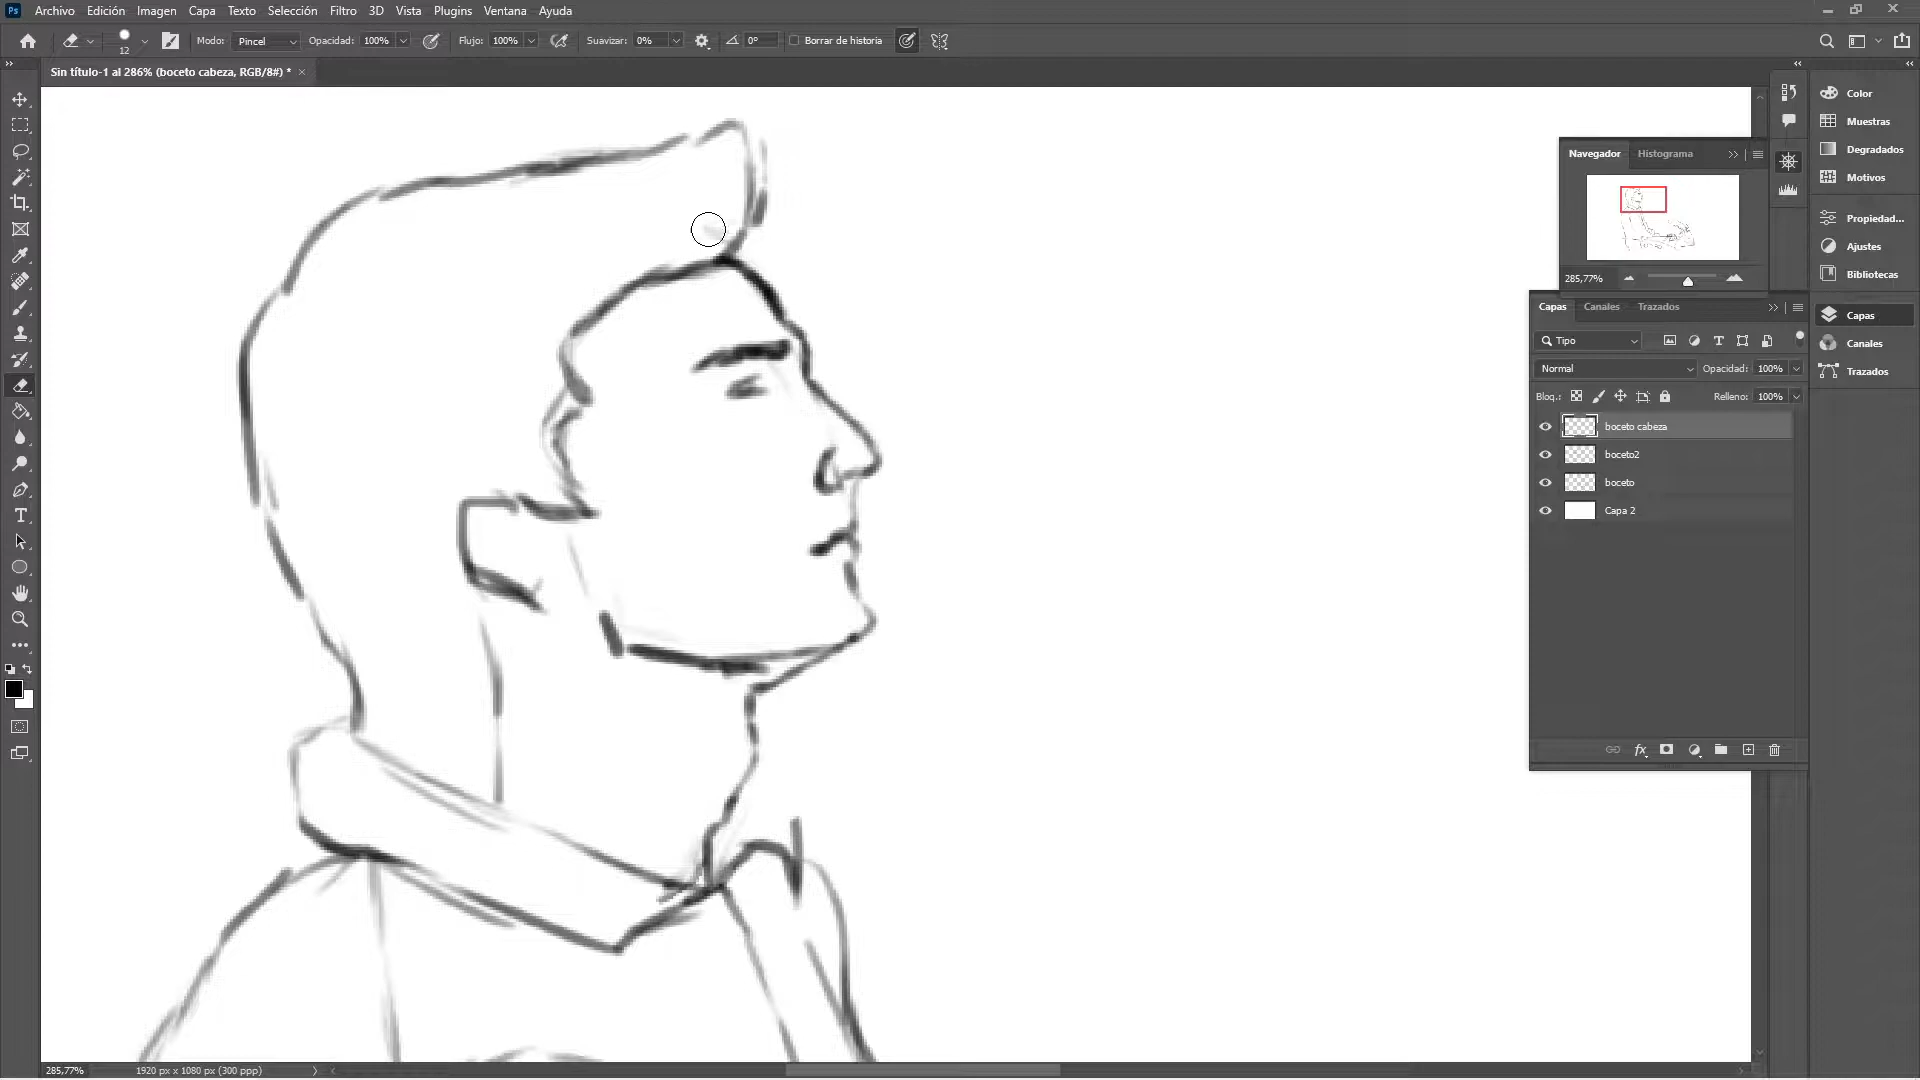 Ps Archivo Edición Imagen Capa Texto Selección Filtro 3D Vista Plugins Ventana Ayuda
12 Modo: Pincel Opacidad: 100% Flujo: 100% Suavizar: 0% 0° Borrar de historia
Sin título-1 al 286% (boceto cabeza, RGB/8#) * ×
Color
Muestras
Degradados
Motivos
Propiedad...
Ajustes
Bibliotecas
Capas
Canales
Trazados
Navegador Histograma
285,77%
Capas Canales Trazados
Tipo
Normal Opacidad: 100%
Bloq.: Relleno: 100%
boceto cabeza
boceto2
boceto
Capa 2
fx
285,77% 1920 px x 1080 px (300 ppp)